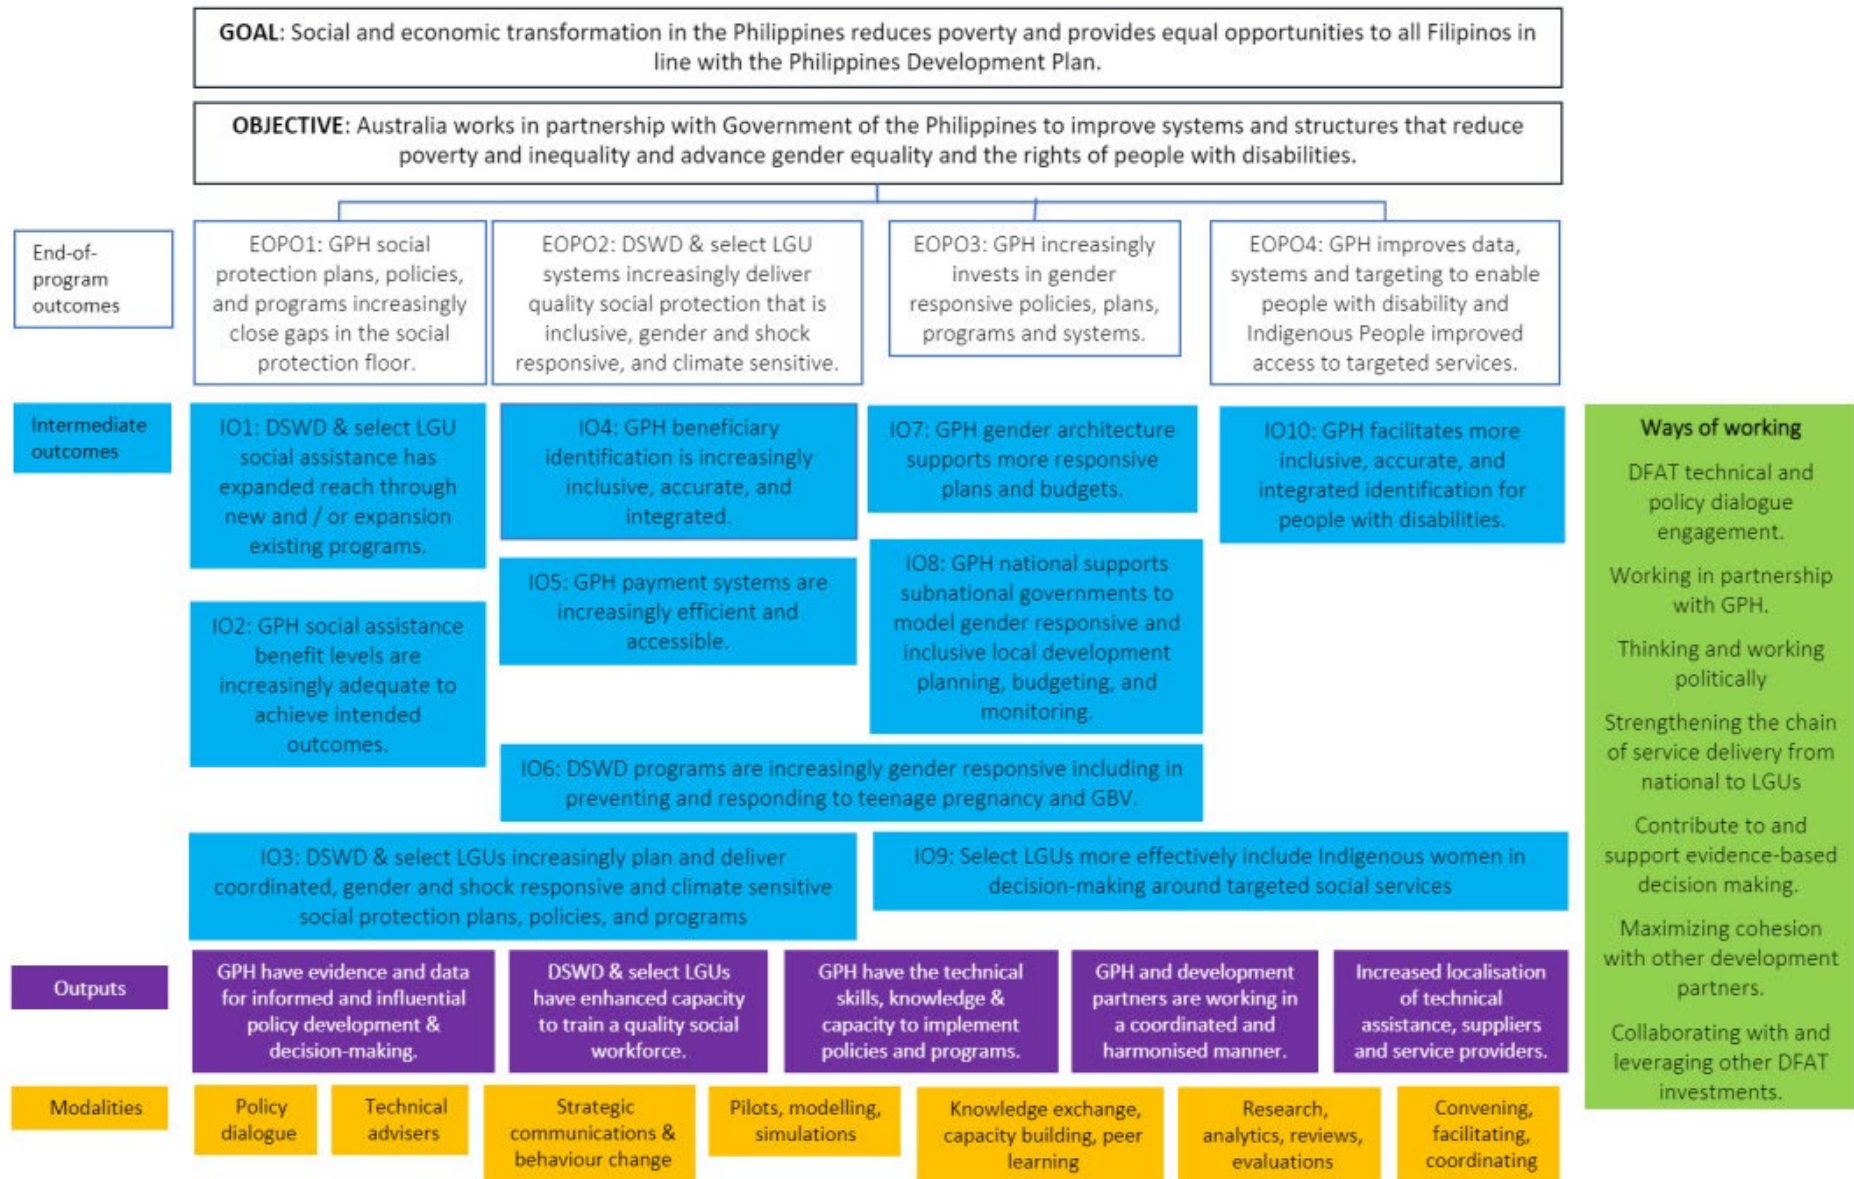 GOAL: Social and economic transformation in the Philippines reduces poverty and provides equal opportunities to all Filipinos in
line with the Philippines Development Plan.
OBJECTIVE: Australia works in partnership with Government of the Philippines to improve systems and structures that reduce
poverty and inequality and advance gender equality and the rights of people with disabilities.
End-of-
program
outcomes
EOPO1: GPH social
protection plans, policies,
and programs increasingly
close gaps in the social
protection floor.
EOPO2: DSWD & select LGU
systems increasingly deliver
quality social protection that is
inclusive, gender and shock
responsive, and climate sensitive.
EOPO3: GPH increasingly
invests in gender
responsive policies, plans,
programs and systems.
EOPO4: GPH improves data,
systems and targeting to enable
people with disability and
Indigenous People improved
access to targeted services.
Intermediate
outcomes
IO1: DSWD & select LGU
social assistance has
expanded reach through
new and / or expansion
existing programs.
IO4: GPH beneficiary
identification is increasingly
inclusive, accurate, and
integrated.
IO7: GPH gender architecture
supports more responsive
plans and budgets.
IO10: GPH facilitates more
inclusive, accurate, and
integrated identification for
people with disabilities.
IO2: GPH social assistance
benefit levels are
increasingly adequate to
achieve intended
outcomes.
IO5: GPH payment systems are
increasingly efficient and
accessible.
IO8: GPH national supports
subnational governments to
model gender responsive and
inclusive local development
planning, budgeting, and
monitoring.
IO6: DSWD programs are increasingly gender responsive including in
preventing and responding to teenage pregnancy and GBV.
IO3: DSWD & select LGUs increasingly plan and deliver
coordinated, gender and shock responsive and climate sensitive
social protection plans, policies, and programs
IO9: Select LGUs more effectively include Indigenous women in
decision-making around targeted social services
Outputs
GPH have evidence and data
for informed and influential
policy development &
decision-making.
DSWD & select LGUs
have enhanced capacity
to train a quality social
workforce.
GPH have the technical
skills, knowledge &
capacity to implement
policies and programs.
GPH and development
partners are working in
a coordinated and
harmonised manner.
Increased localisation
of technical
assistance, suppliers
and service providers.
Modalities
Policy
dialogue
Technical
advisers
Strategic
communications &
behaviour change
Pilots, modelling,
simulations
Knowledge exchange,
capacity building, peer
learning
Research,
analytics, reviews,
evaluations
Convening,
facilitating,
coordinating
Ways of working
DFAT technical and
policy dialogue
engagement.
Working in partnership
with GPH.
Thinking and working
politically
Strengthening the chain
of service delivery from
national to LGUs
Contribute to and
support evidence-based
decision making.
Maximizing cohesion
with other development
partners.
Collaborating with and
leveraging other DFAT
investments.